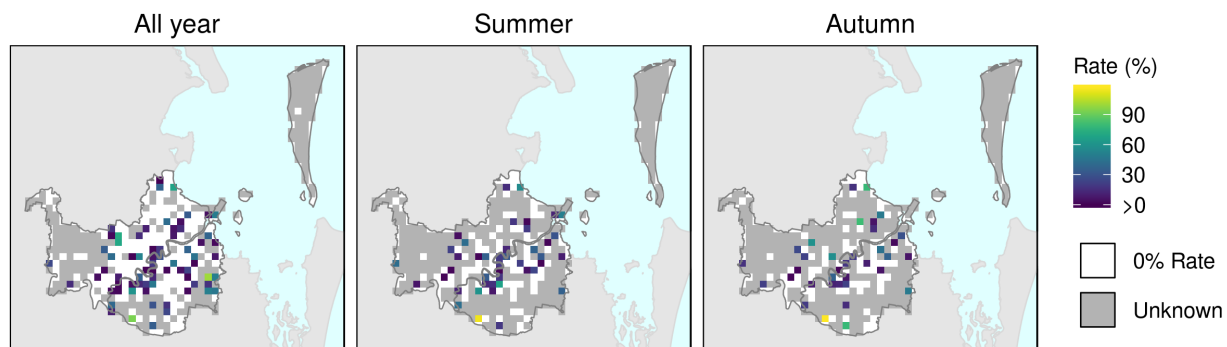 All year
Summer
Autumn
Rate (%)
90
60
30
>0
0% Rate
Unknown